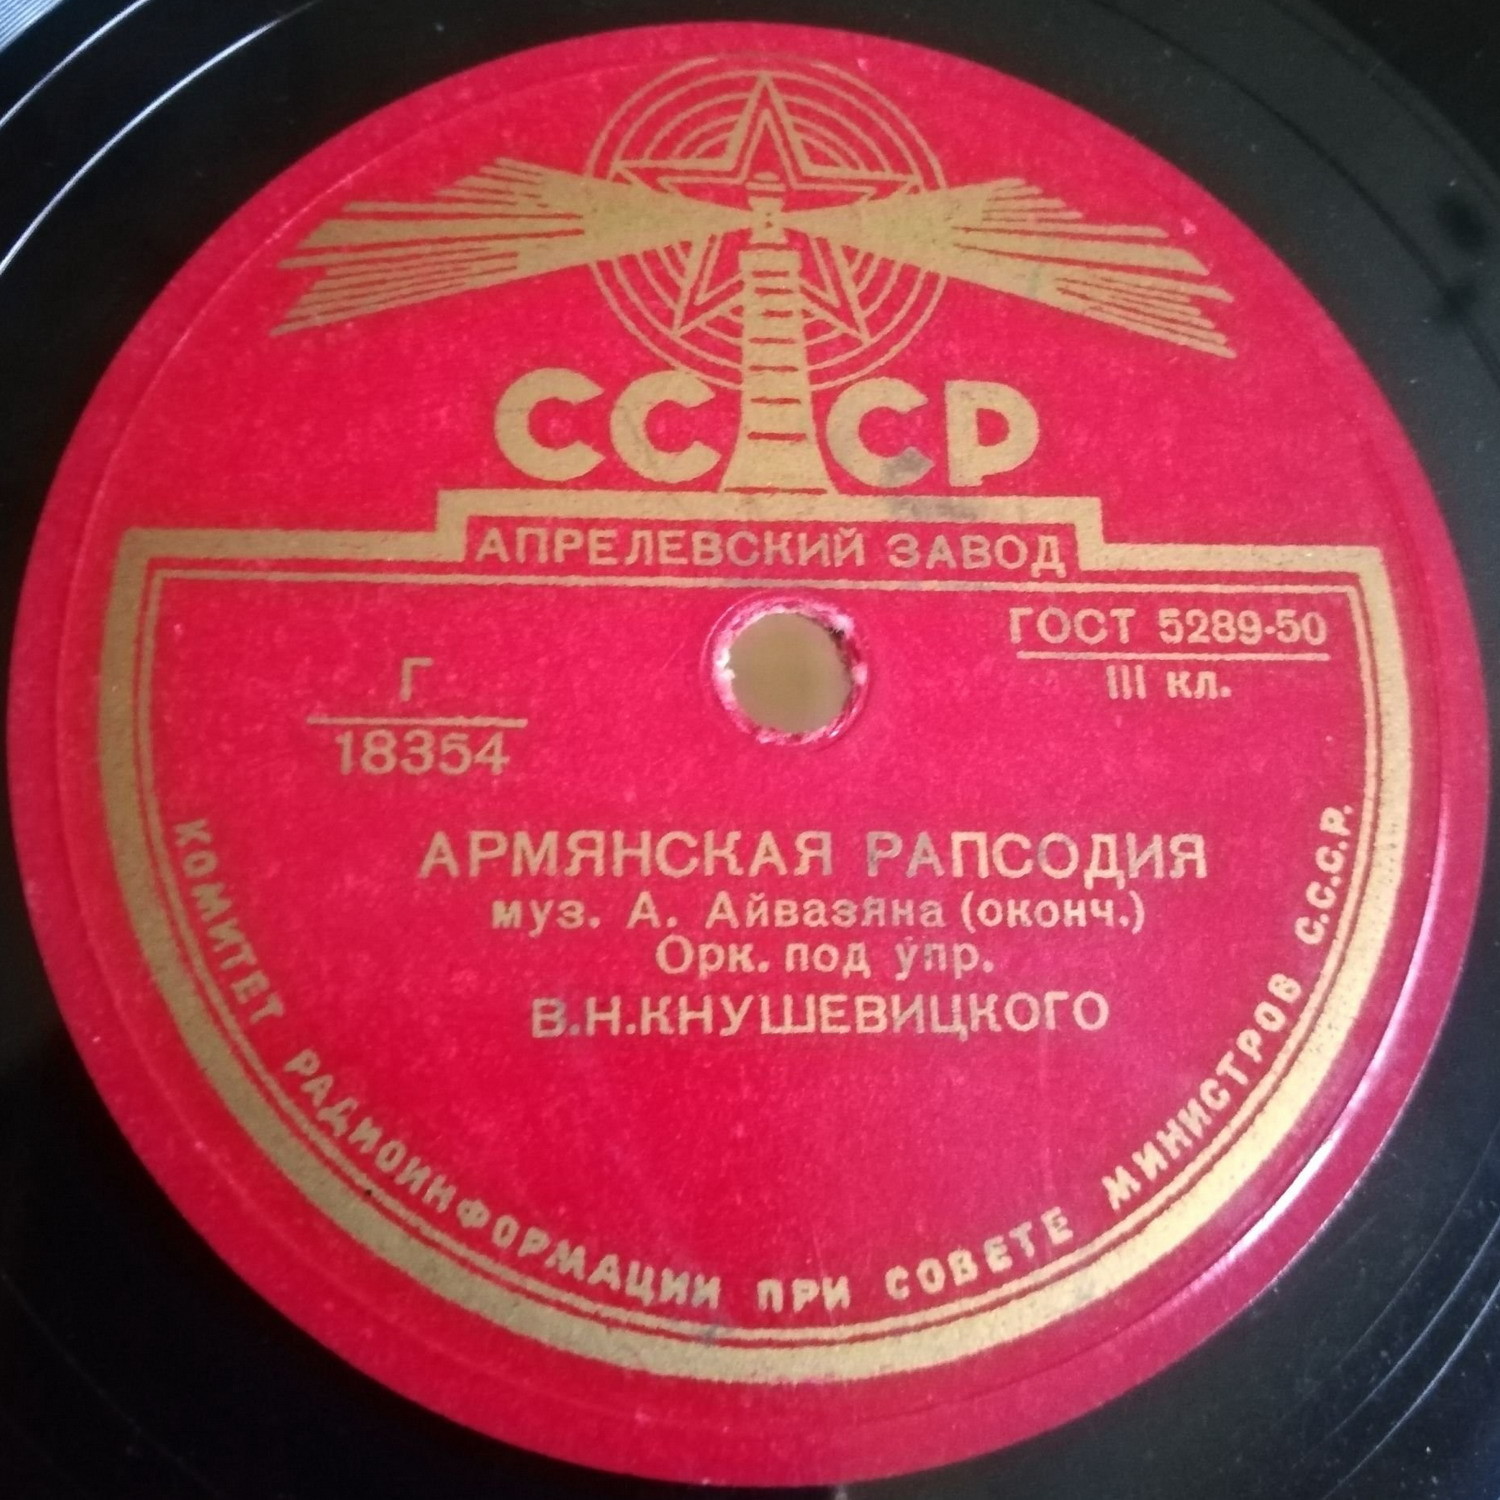 СССР
АПРЕЛЕВСКИЙ ЗАВОД
ГОСТ 5289-50
III кл.
Г
18354
АРМЯНСКАЯ РАПСОДИЯ
муз. А. Айвазяна (оконч.)
Орк. под упр.
В.Н.КНУШЕВИЦКОГО
КОМИТЕТ РАДИОИНФОРМАЦИИ ПРИ СОВЕТЕ МИНИСТРОВ С.С.С.Р.